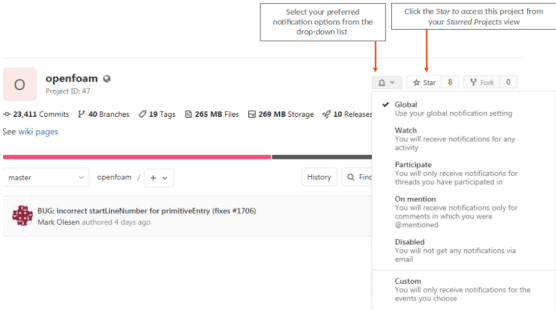 Select your preferred
notification options from the
drop-down list
Click the Star to access this project from
your Starred Projects view
O
openfoam
Project ID: 47
Star 8
Fork 0
23,411 Commits 40 Branches 19 Tags 265 MB Files 269 MB Storage 10 Releases
See wiki pages
master
openfoam / +
History
Find
BUG: incorrect startLineNumber for primitiveEntry (fixes #1706)
Mark Olesen authored 4 days ago
Global
Use your global notification setting
Watch
You will receive notifications for any
activity
Participate
You will only receive notifications for
threads you have participated in
On mention
You will receive notifications only for
comments in which you were
@mentioned
Disabled
You will not get any notifications via
email
Custom
You will only receive notifications for the
events you choose